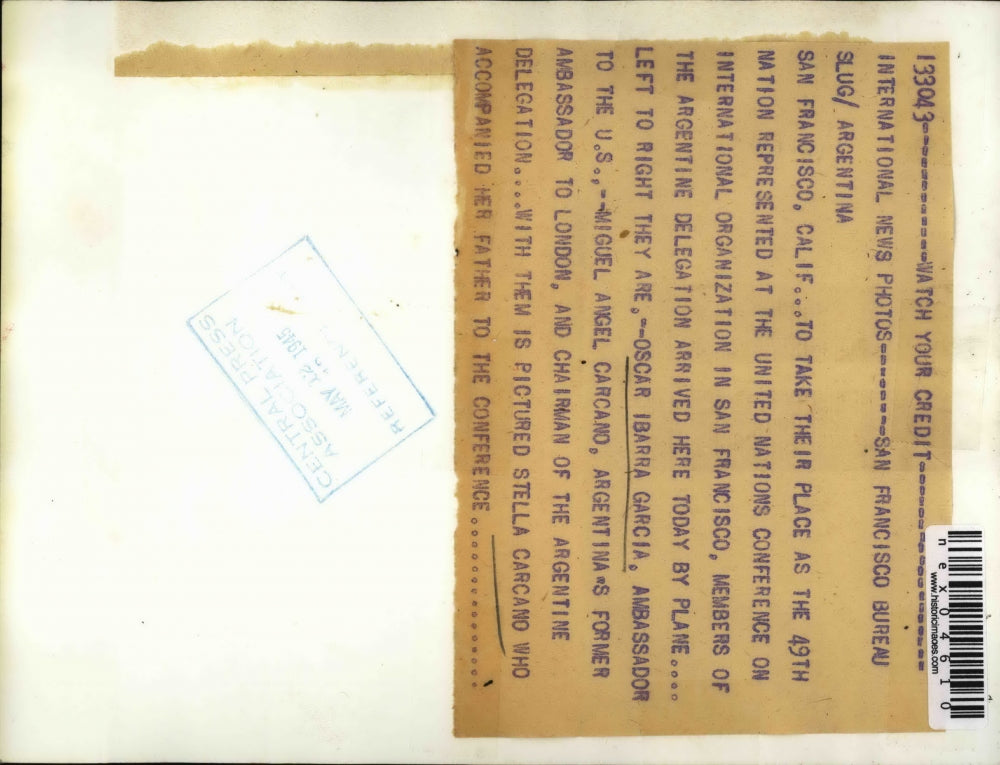 133043-----------------WATCH YOUR CREDIT--------------------
INTERNATIONAL NEWS PHOTOS----------SAN FRANCISCO BUREAU
SLUG/ ARGENTINA
SAN FRANCISCO, CALIF...TO TAKE THEIR PLACE AS THE 49TH
NATION REPRESENTED AT THE UNITED NATIONS CONFERENCE ON
INTERNATIONAL ORGANIZATION IN SAN FRANCISCO, MEMBERS OF
THE ARGENTINE DELEGATION ARRIVED HERE TODAY BY PLANE....
LEFT TO RIGHT THEY ARE,--OSCAR IBARRA GARCIA, AMBASSADOR
TO THE U.S.,--MIGUEL ANGEL CARCANO, ARGENTINA"S FORMER
AMBASSADOR TO LONDON, AND CHAIRMAN OF THE ARGENTINE
DELEGATION....WITH THEM IS PICTURED STELLA CARCANO WHO
ACCOMPANIED HER FATHER TO THE CONFERENCE...............
nex04610
www.historicimages.com
CENTRAL PRESS
ASSOCIATION
MAY 1945
REFERENCE